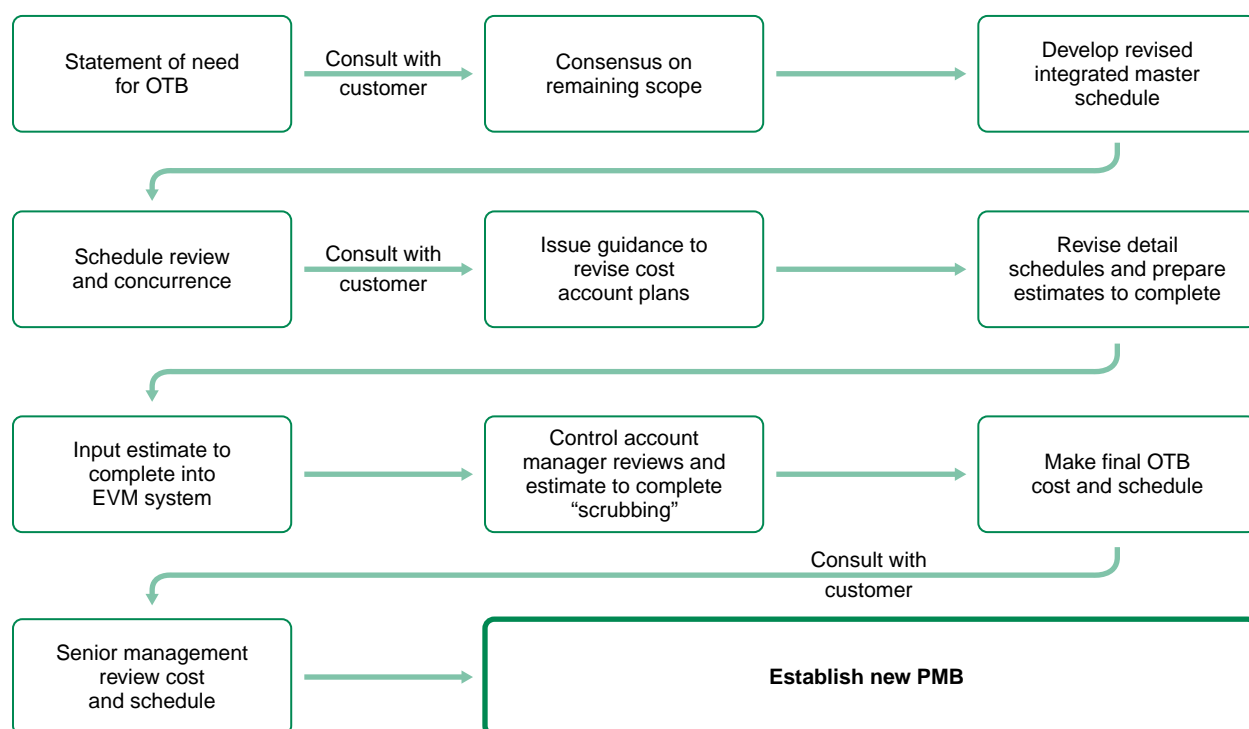 Statement of need
for OTB
Consult with
customer
Consensus on
remaining scope
Develop revised
integrated master
schedule
Schedule review
and concurrence
Consult with
customer
Issue guidance to
revise cost
account plans
Revise detail
schedules and prepare
estimates to complete
Input estimate to
complete into
EVM system
Control account
manager reviews and
estimate to complete
“scrubbing”
Make final OTB
cost and schedule
Consult with
customer
Senior management
review cost
and schedule
Establish new PMB